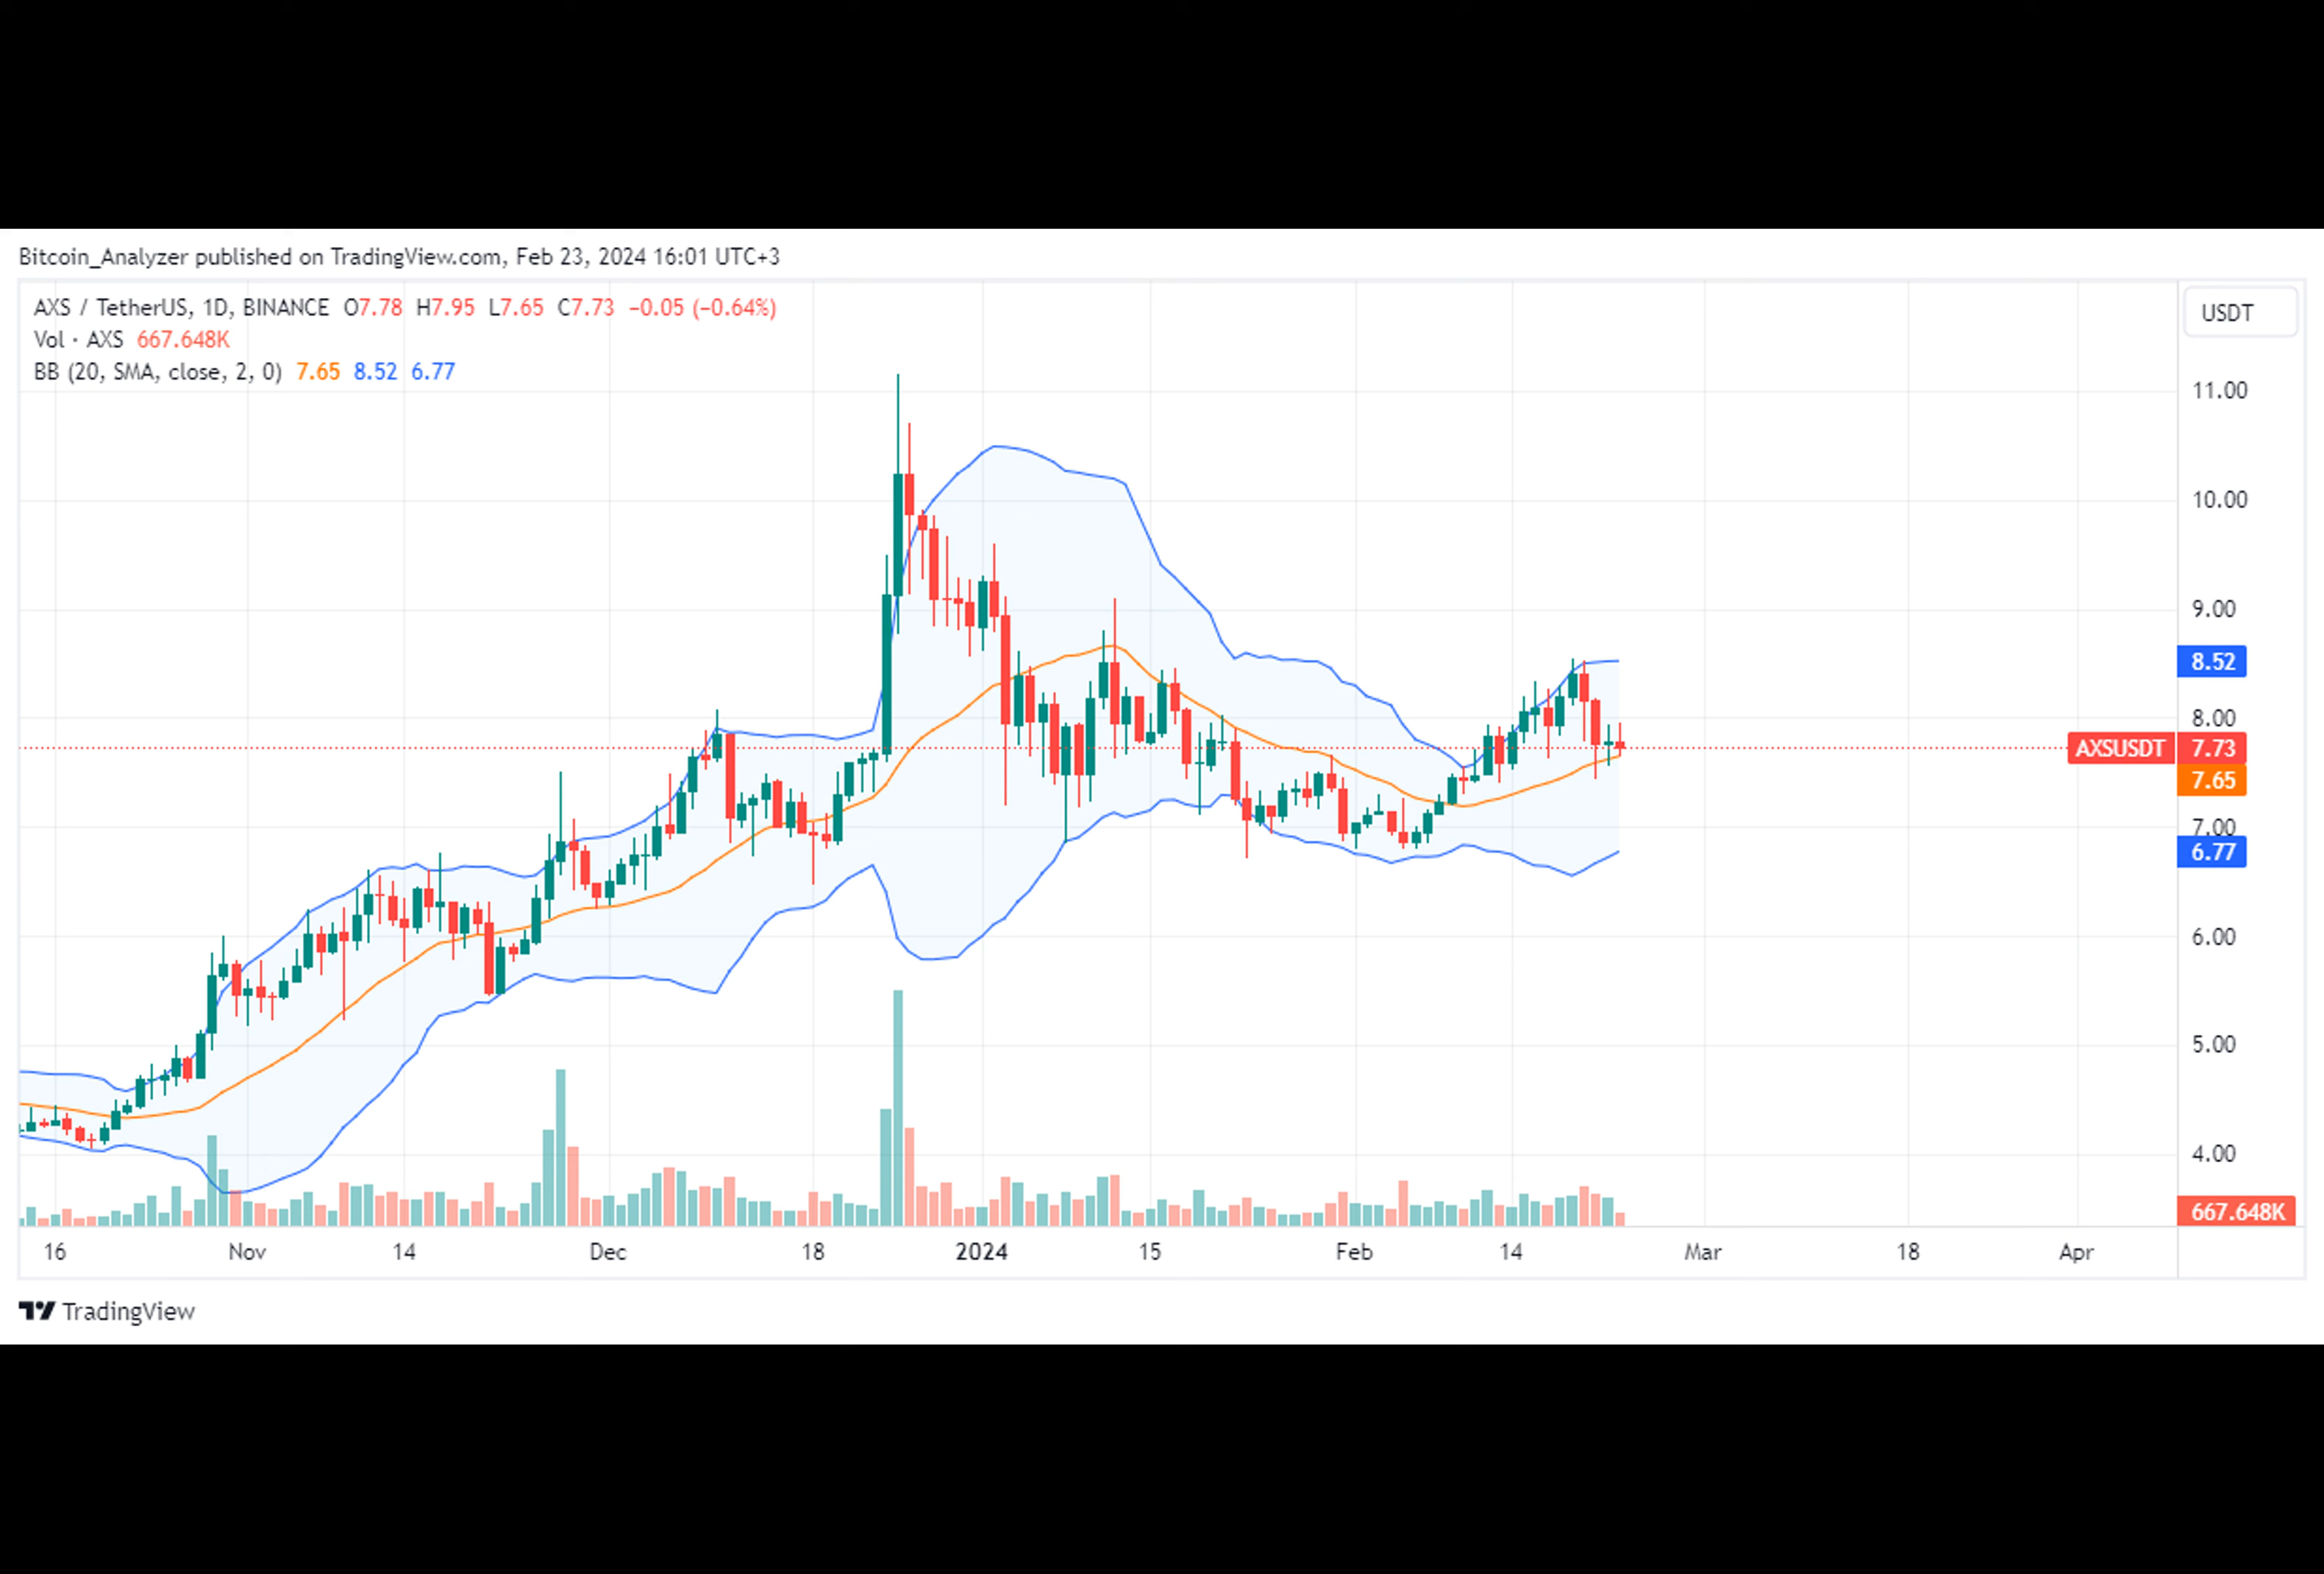 Bitcoin_Analyzer published on TradingView.com, Feb 23, 2024 16:01 UTC+3
AXS / TetherUS, 1D, BINANCE O7.78 H7.95 L7.65 C7.73 −0.05 (−0.64%)
Vol · AXS 667.648K
BB (20, SMA, close, 2, 0) 7.65 8.52 6.77
USDT
11.00
10.00
9.00
8.52
8.00
AXSUSDT 7.73
7.65
7.00
6.77
6.00
5.00
4.00
667.648K
16 Nov 14 Dec 18 2024 15 Feb 14 Mar 18 Apr
TradingView